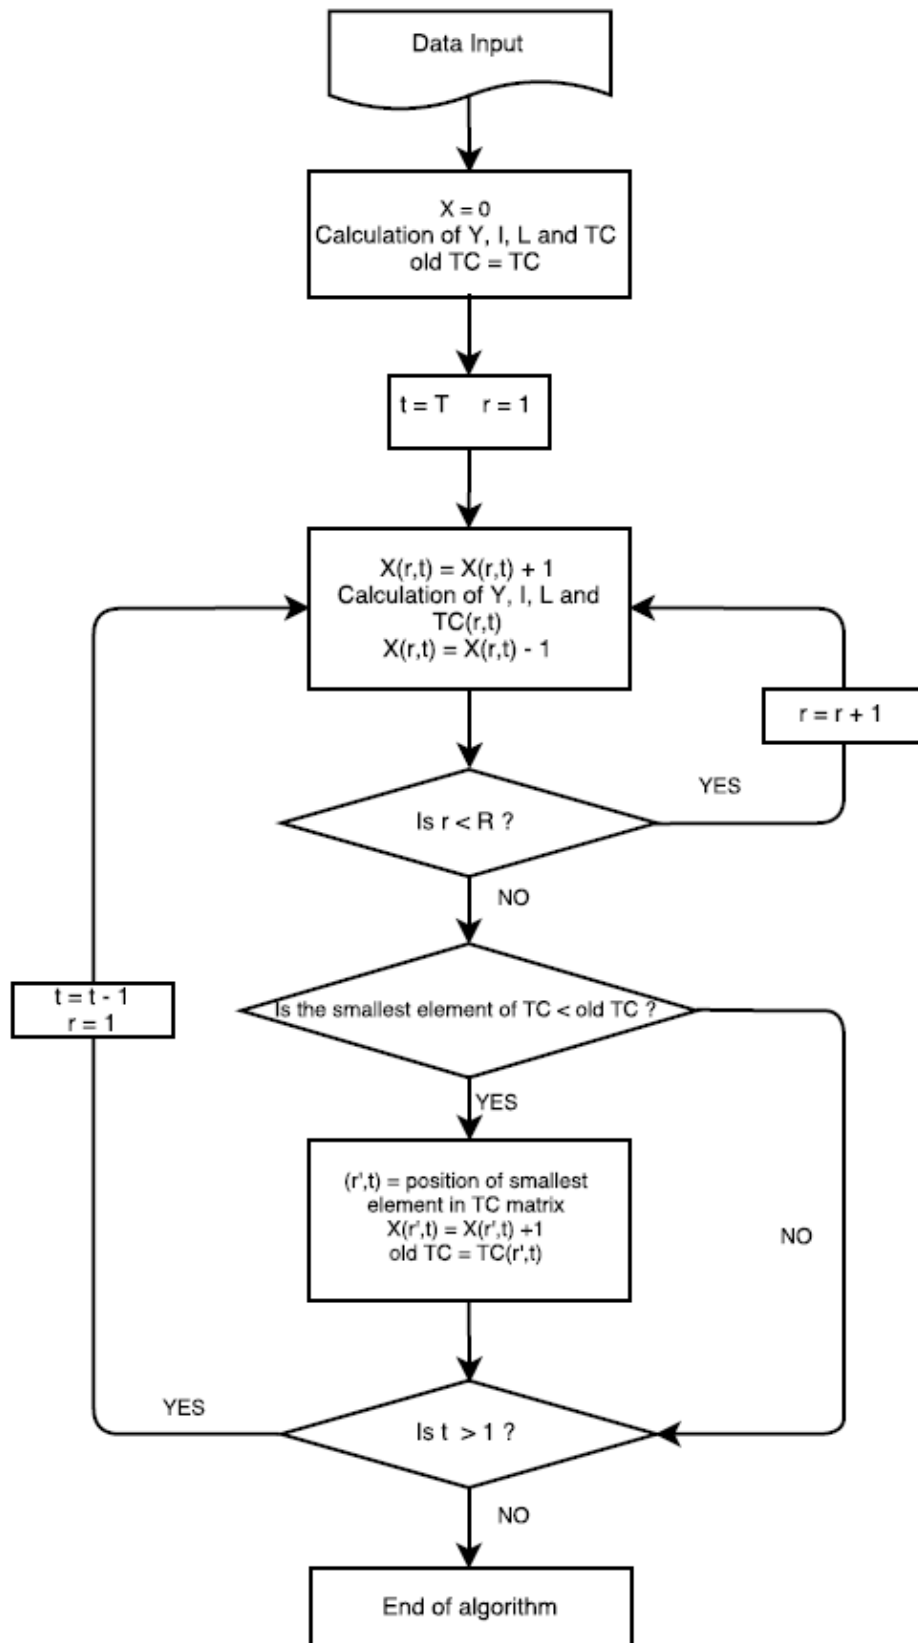 Data Input
X = 0
Calculation of Y, I, L and TC
old TC = TC
t = T r = 1
X(r,t) = X(r,t) + 1
Calculation of Y, I, L and
TC(r,t)
X(r,t) = X(r,t) - 1
r = r + 1
YES
Is r < R ?
NO
t = t - 1
r = 1
Is the smallest element of TC < old TC ?
YES
(r',t) = position of smallest
element in TC matrix
X(r',t) = X(r',t) +1
old TC = TC(r',t)
NO
YES
Is t > 1 ?
NO
End of algorithm